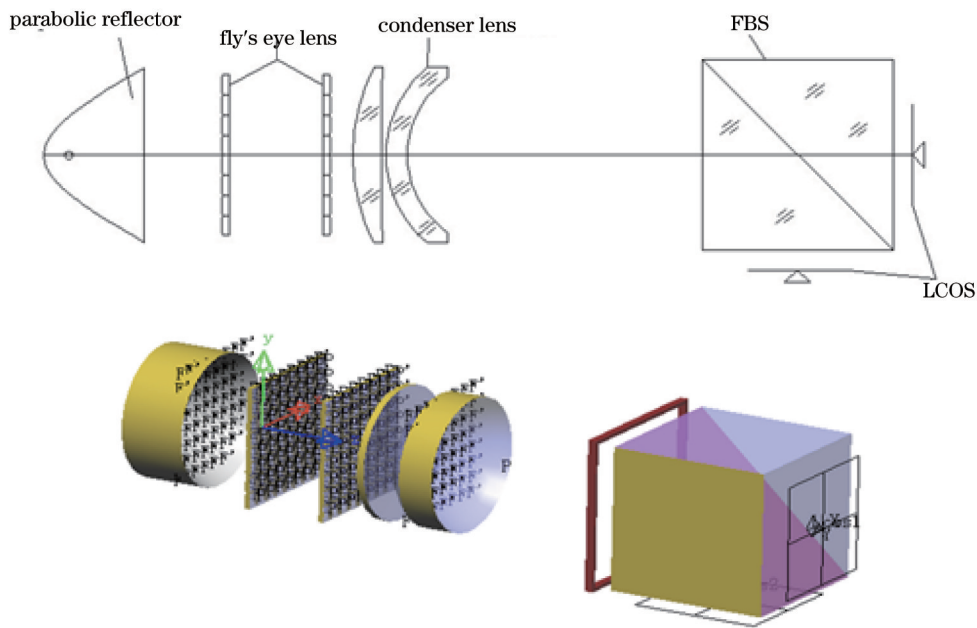 parabolic reflector
fly's eye lens
condenser lens
FBS
LCOS
y
P